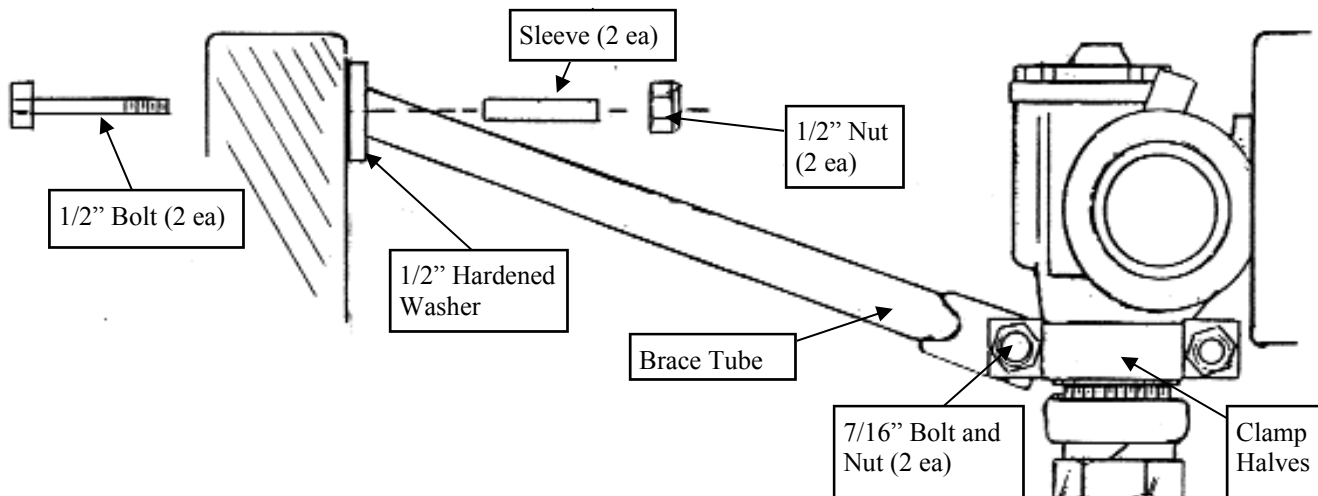 Sleeve (2 ea)
1/2” Nut
(2 ea)
1/2” Bolt (2 ea)
1/2” Hardened
Washer
Brace Tube
7/16” Bolt and
Nut (2 ea)
Clamp
Halves